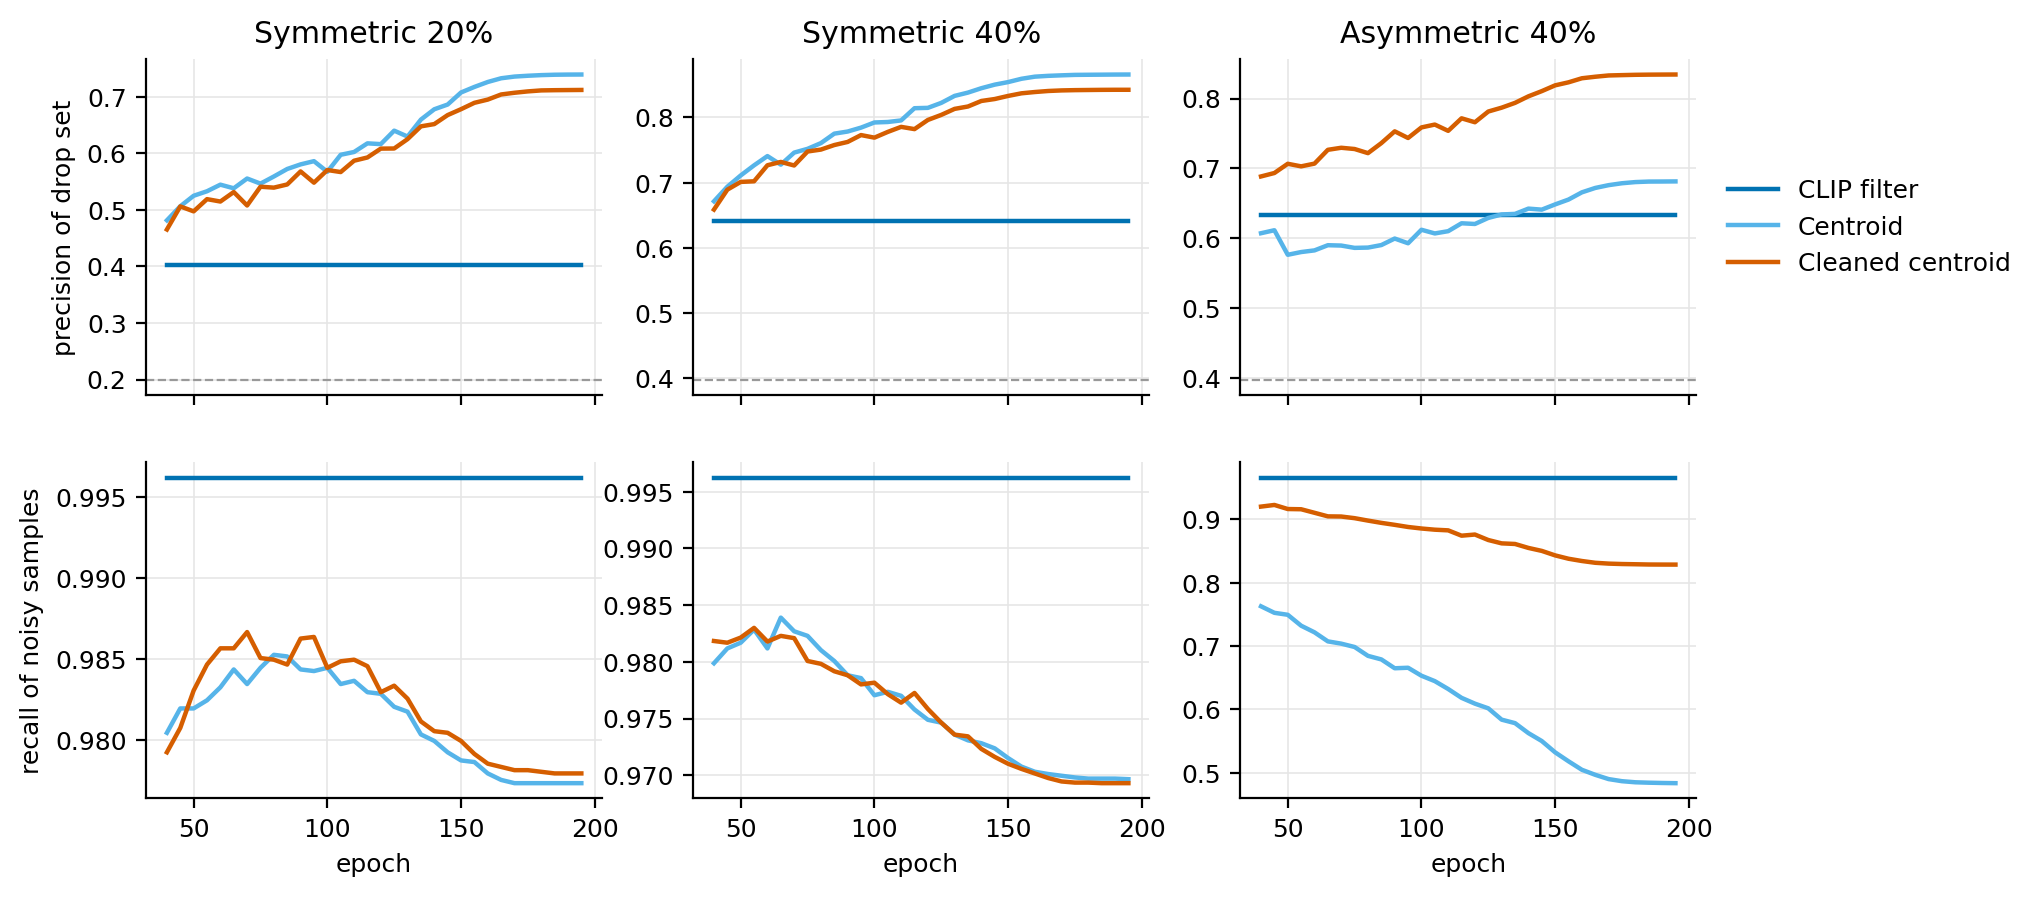 Symmetric 20%
Symmetric 40%
Asymmetric 40%
precision of drop set
0.7
0.6
0.5
0.4
0.3
0.2
0.8
0.7
0.6
0.5
0.4
0.8
0.7
0.6
0.5
0.4
CLIP filter
Centroid
Cleaned centroid
recall of noisy samples
0.995
0.990
0.985
0.980
0.995
0.990
0.985
0.980
0.975
0.970
0.9
0.8
0.7
0.6
0.5
50 100 150 200
50 100 150 200
50 100 150 200
epoch
epoch
epoch